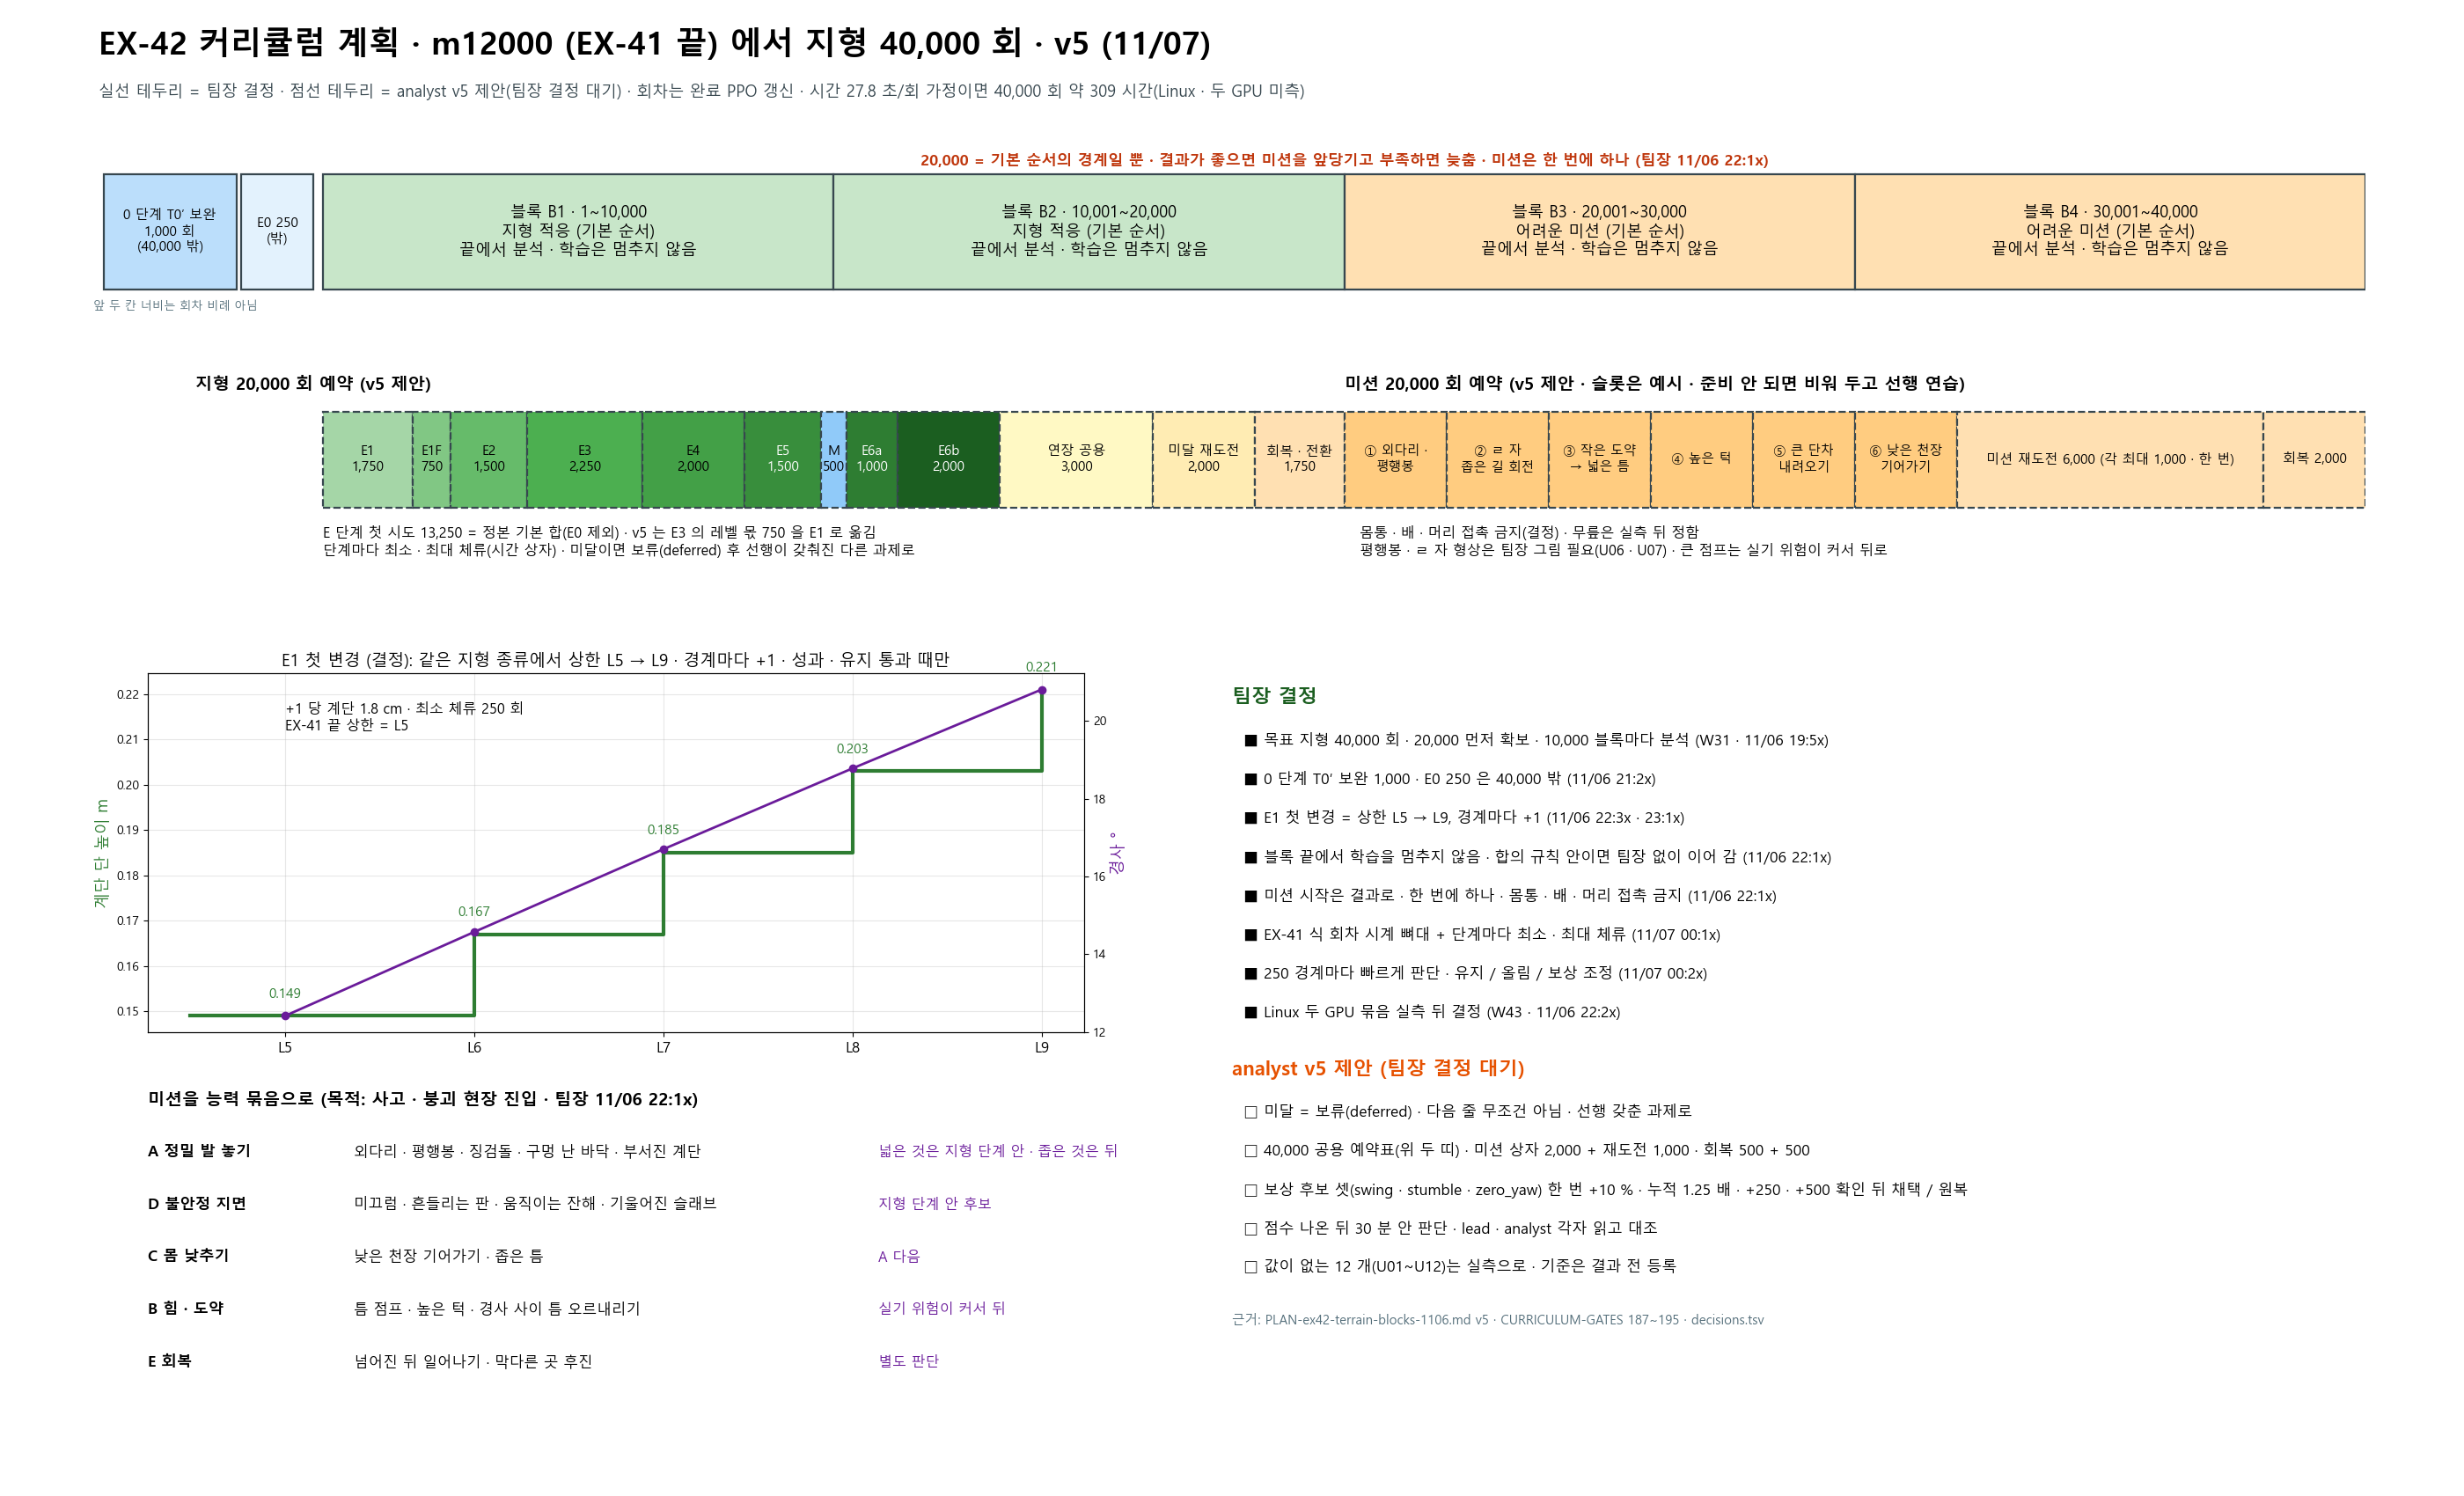 EX-42 커리큘럼 계획 · m12000 (EX-41 끝) 에서 지형 40,000 회 · v5 (11/07)
실선 테두리 = 팀장 결정 · 점선 테두리 = analyst v5 제안(팀장 결정 대기) · 회차는 완료 PPO 갱신 · 시간 27.8 초/회 가정이면 40,000 회 약 309 시간(Linux · 두 GPU 미측)
20,000 = 기본 순서의 경계일 뿐 · 결과가 좋으면 미션을 앞당기고 부족하면 늦춤 · 미션은 한 번에 하나 (팀장 11/06 22:1x)
0 단계 T0′ 보완
1,000 회
(40,000 밖)
E0 250
(밖)
블록 B1 · 1~10,000
지형 적응 (기본 순서)
끝에서 분석 · 학습은 멈추지 않음
블록 B2 · 10,001~20,000
지형 적응 (기본 순서)
끝에서 분석 · 학습은 멈추지 않음
블록 B3 · 20,001~30,000
어려운 미션 (기본 순서)
끝에서 분석 · 학습은 멈추지 않음
블록 B4 · 30,001~40,000
어려운 미션 (기본 순서)
끝에서 분석 · 학습은 멈추지 않음
앞 두 칸 너비는 회차 비례 아님
지형 20,000 회 예약 (v5 제안)
미션 20,000 회 예약 (v5 제안 · 슬롯은 예시 · 준비 안 되면 비워 두고 선행 연습)
E1
1,750
E1F
750
E2
1,500
E3
2,250
E4
2,000
E5
1,500
M
500
E6a
1,000
E6b
2,000
연장 공용
3,000
미달 재도전
2,000
회복 · 전환
1,750
① 외다리 ·
평행봉
② ㄹ 자
좁은 길 회전
③ 작은 도약
→ 넓은 틈
④ 높은 턱
⑤ 큰 단차
내려오기
⑥ 낮은 천장
기어가기
미션 재도전 6,000 (각 최대 1,000 · 한 번)
회복 2,000
E 단계 첫 시도 13,250 = 정본 기본 합(E0 제외) · v5 는 E3 의 레벨 몫 750 을 E1 로 옮김
단계마다 최소 · 최대 체류(시간 상자) · 미달이면 보류(deferred) 후 선행이 갖춰진 다른 과제로
몸통 · 배 · 머리 접촉 금지(결정) · 무릎은 실측 뒤 정함
평행봉 · ㄹ 자 형상은 팀장 그림 필요(U06 · U07) · 큰 점프는 실기 위험이 커서 뒤로
E1 첫 변경 (결정): 같은 지형 종류에서 상한 L5 → L9 · 경계마다 +1 · 성과 · 유지 통과 때만
+1 당 계단 1.8 cm · 최소 체류 250 회
EX-41 끝 상한 = L5
계단 단 높이 m
0.22
0.21
0.20
0.19
0.18
0.17
0.16
0.15
0.149
0.167
0.185
0.203
0.221
20
18
16
14
12
경사 °
L5
L6
L7
L8
L9
팀장 결정
■ 목표 지형 40,000 회 · 20,000 먼저 확보 · 10,000 블록마다 분석 (W31 · 11/06 19:5x)
■ 0 단계 T0′ 보완 1,000 · E0 250 은 40,000 밖 (11/06 21:2x)
■ E1 첫 변경 = 상한 L5 → L9, 경계마다 +1 (11/06 22:3x · 23:1x)
■ 블록 끝에서 학습을 멈추지 않음 · 합의 규칙 안이면 팀장 없이 이어 감 (11/06 22:1x)
■ 미션 시작은 결과로 · 한 번에 하나 · 몸통 · 배 · 머리 접촉 금지 (11/06 22:1x)
■ EX-41 식 회차 시계 뼈대 + 단계마다 최소 · 최대 체류 (11/07 00:1x)
■ 250 경계마다 빠르게 판단 · 유지 / 올림 / 보상 조정 (11/07 00:2x)
■ Linux 두 GPU 묶음 실측 뒤 결정 (W43 · 11/06 22:2x)
analyst v5 제안 (팀장 결정 대기)
□ 미달 = 보류(deferred) · 다음 줄 무조건 아님 · 선행 갖춘 과제로
□ 40,000 공용 예약표(위 두 띠) · 미션 상자 2,000 + 재도전 1,000 · 회복 500 + 500
□ 보상 후보 셋(swing · stumble · zero_yaw) 한 번 +10 % · 누적 1.25 배 · +250 · +500 확인 뒤 채택 / 원복
□ 점수 나온 뒤 30 분 안 판단 · lead · analyst 각자 읽고 대조
□ 값이 없는 12 개(U01~U12)는 실측으로 · 기준은 결과 전 등록
근거: PLAN-ex42-terrain-blocks-1106.md v5 · CURRICULUM-GATES 187~195 · decisions.tsv
미션을 능력 묶음으로 (목적: 사고 · 붕괴 현장 진입 · 팀장 11/06 22:1x)
A 정밀 발 놓기 외다리 · 평행봉 · 징검돌 · 구멍 난 바닥 · 부서진 계단 넓은 것은 지형 단계 안 · 좁은 것은 뒤
D 불안정 지면 미끄럼 · 흔들리는 판 · 움직이는 잔해 · 기울어진 슬래브 지형 단계 안 후보
C 몸 낮추기 낮은 천장 기어가기 · 좁은 틈 A 다음
B 힘 · 도약 틈 점프 · 높은 턱 · 경사 사이 틈 오르내리기 실기 위험이 커서 뒤
E 회복 넘어진 뒤 일어나기 · 막다른 곳 후진 별도 판단